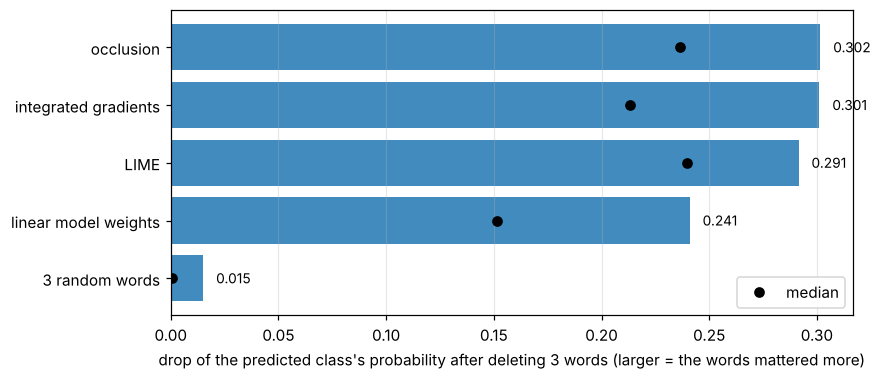 occlusion 0.302
integrated gradients 0.301
LIME 0.291
linear model weights 0.241
3 random words 0.015
median
0.00 0.05 0.10 0.15 0.20 0.25 0.30
drop of the predicted class's probability after deleting 3 words (larger = the words mattered more)